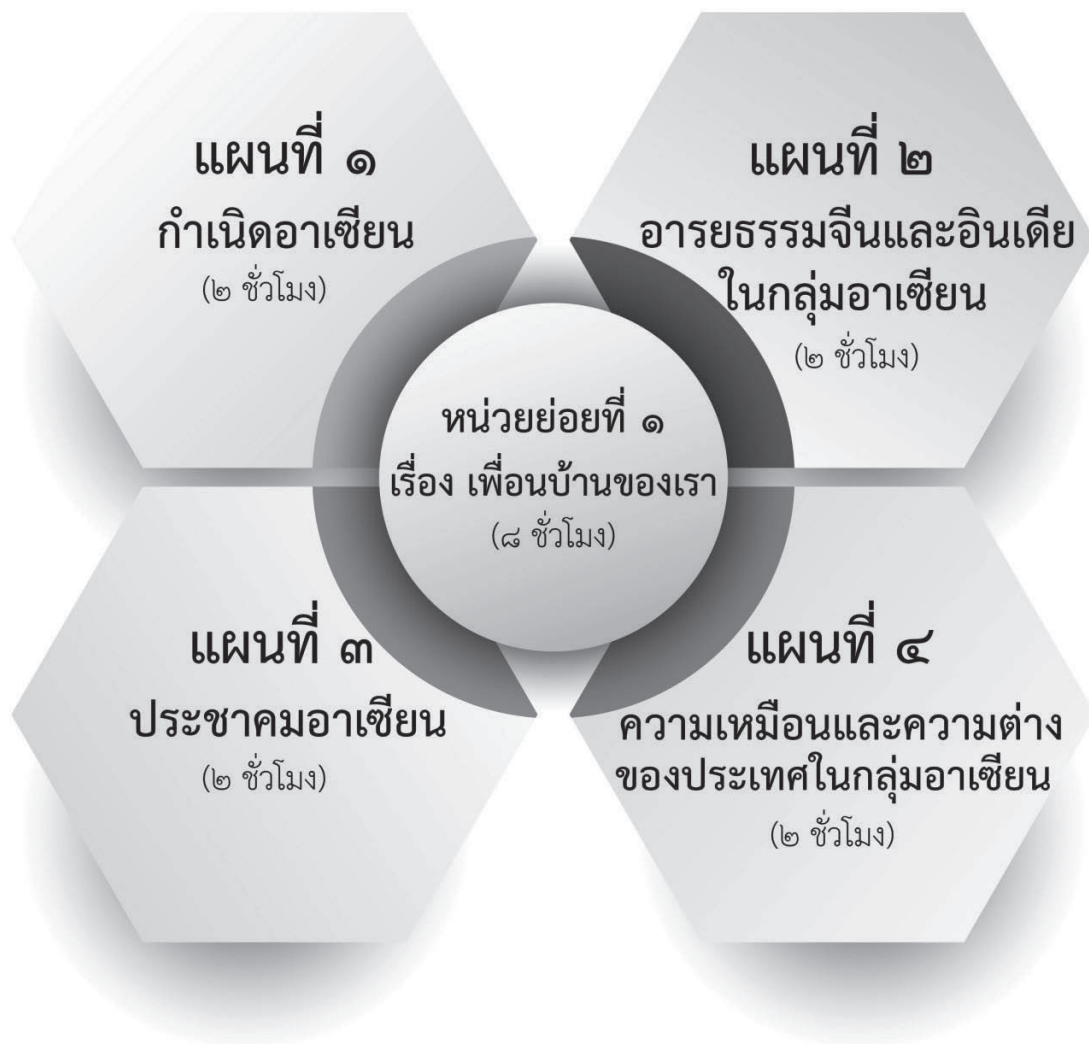 แผนที่ ๑
กำเนิดอาเซียน
(๒ ชั่วโมง)
แผนที่ ๒
อารยธรรมจีนและอินเดีย
ในกลุ่มอาเซียน
(๒ ชั่วโมง)
หน่วยย่อยที่ ๑
เรื่อง เพื่อนบ้านของเรา
(๘ ชั่วโมง)
แผนที่ ๓
ประชาคมอาเซียน
(๒ ชั่วโมง)
แผนที่ ๔
ความเหมือนและความต่าง
ของประเทศในกลุ่มอาเซียน
(๒ ชั่วโมง)